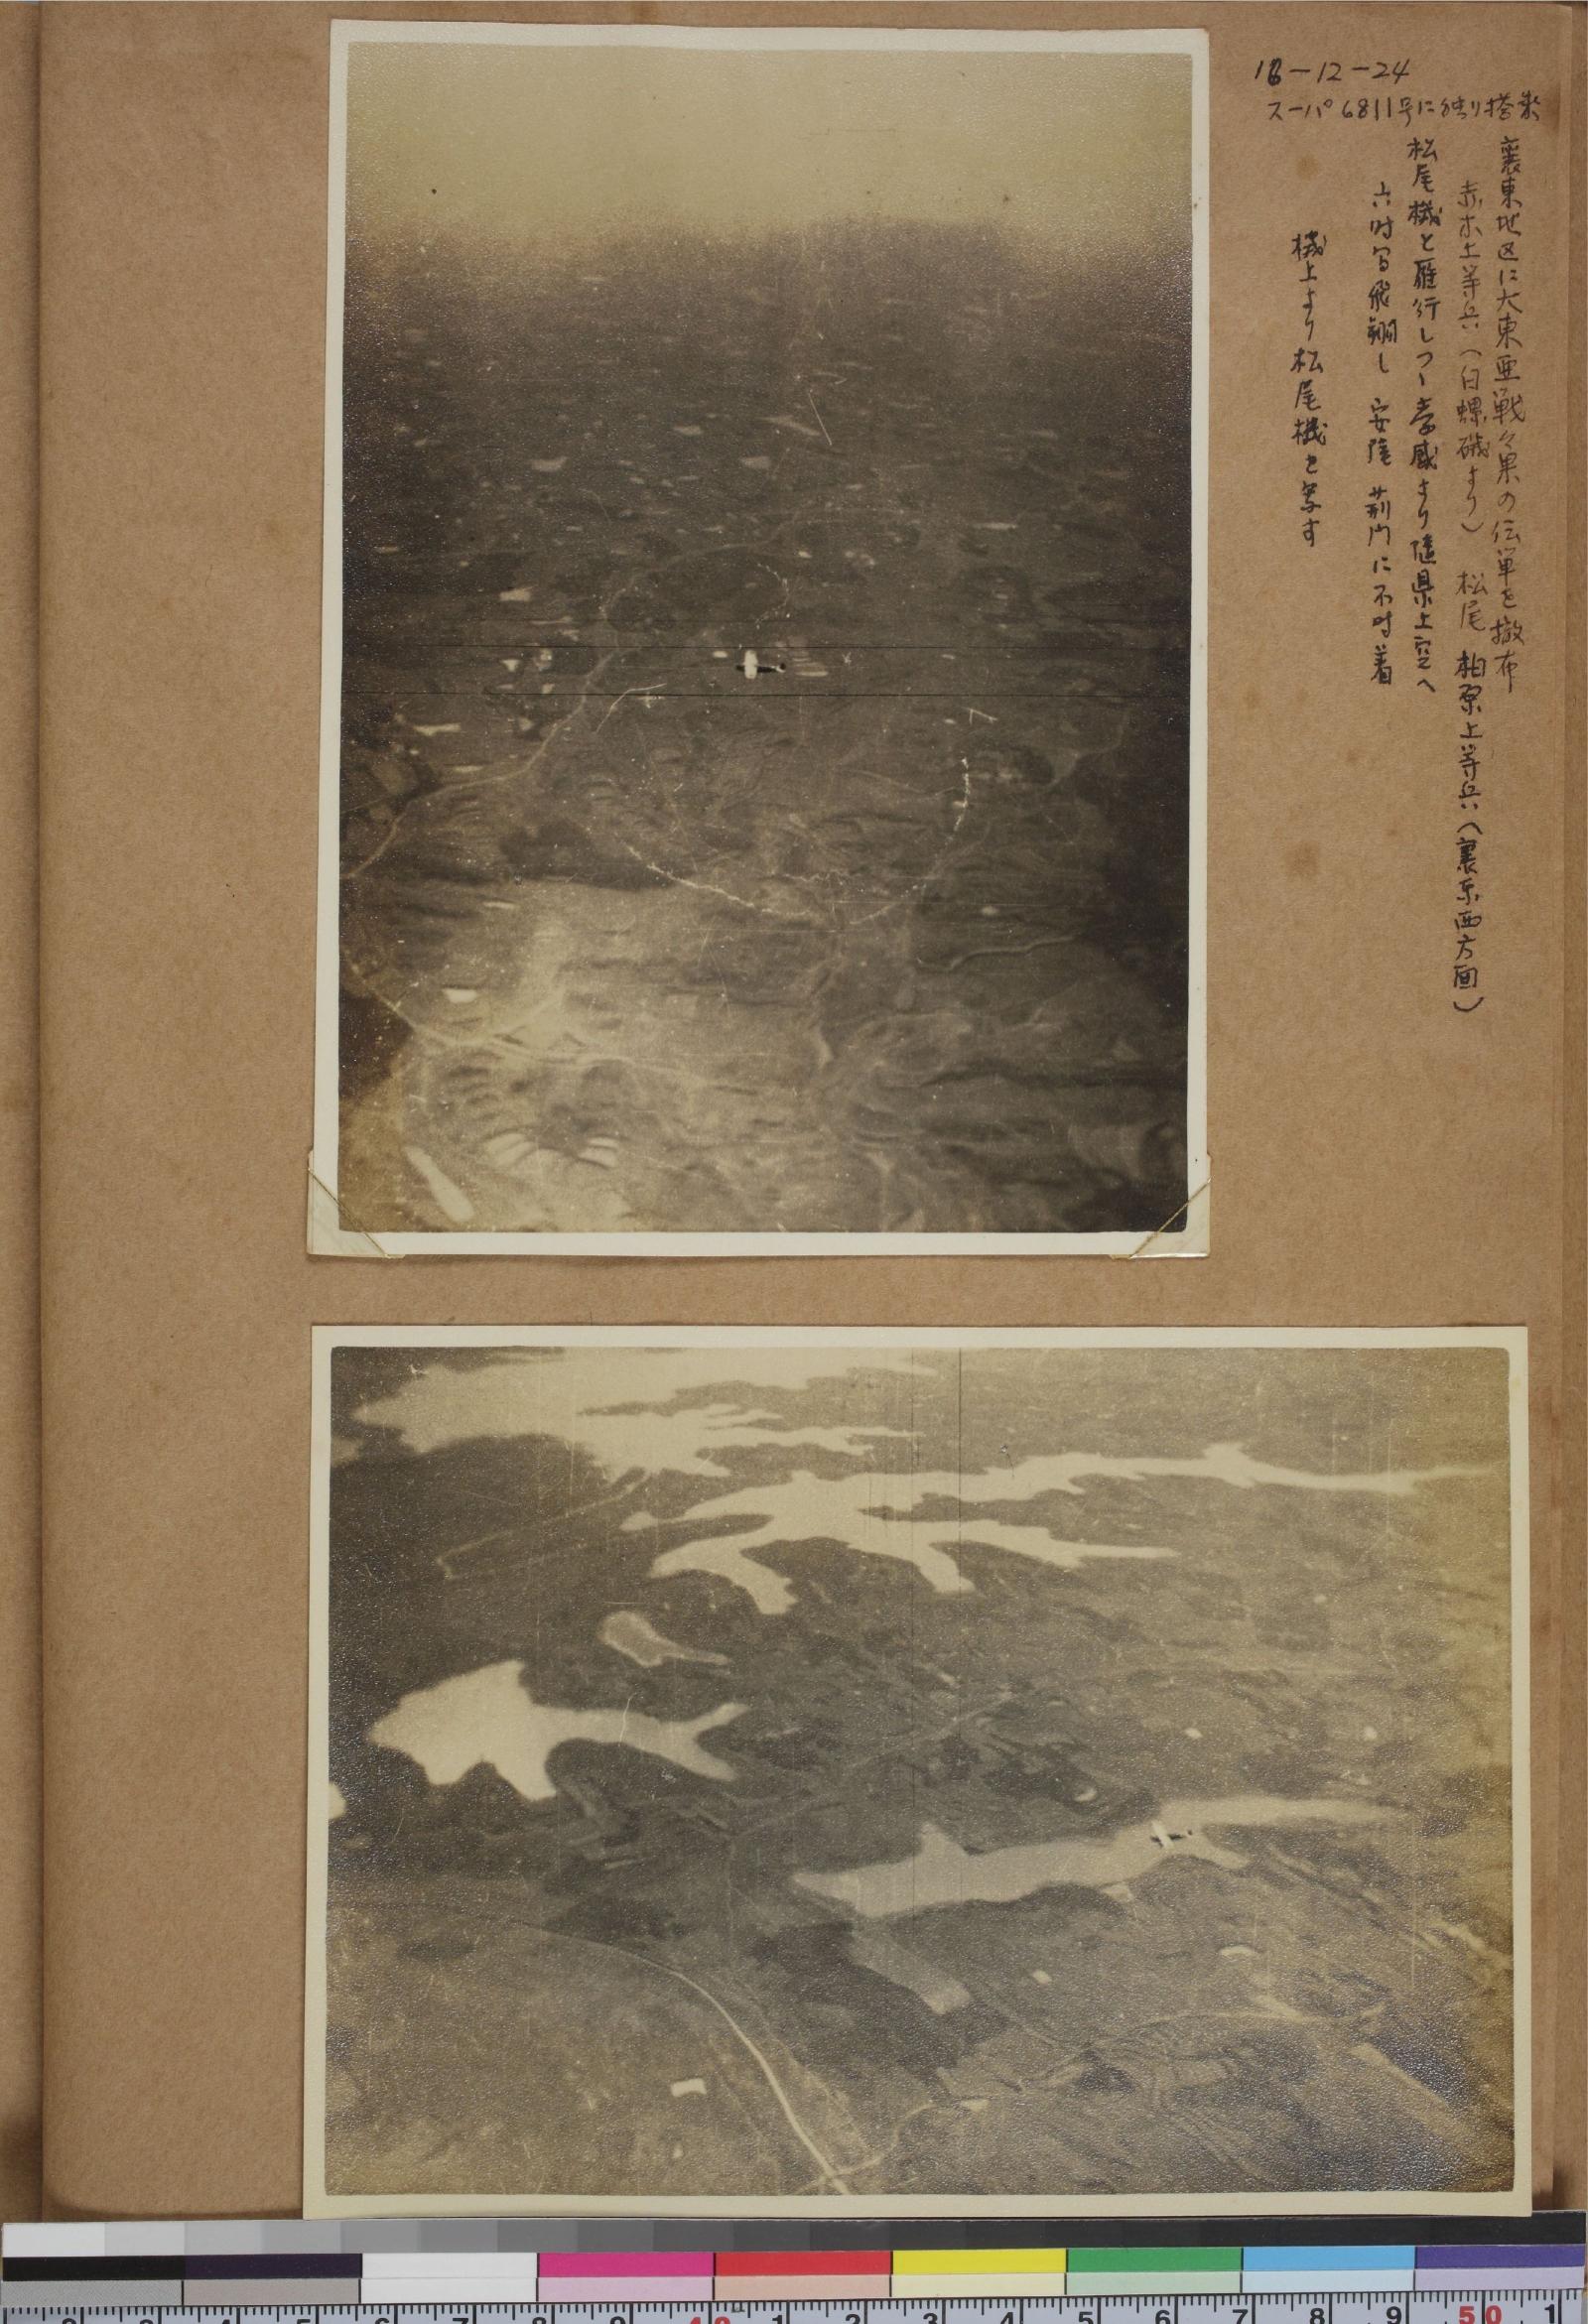 16-12-24
スーパ6811号に独り搭乗
襄東地区に大東亜戦々果の伝単を撒布
赤木上等兵(白螺磯より) 松尾 柏原上等兵(襄東西方面)
松尾機と雁行しつゝ孝感より随県上空へ
六時間飛翔し 安陸 荊門に不時着
機上より松尾機を写す
2 3 4 5 6 7 8 9 1 2 3 4 5 6 7 8 9 50 1